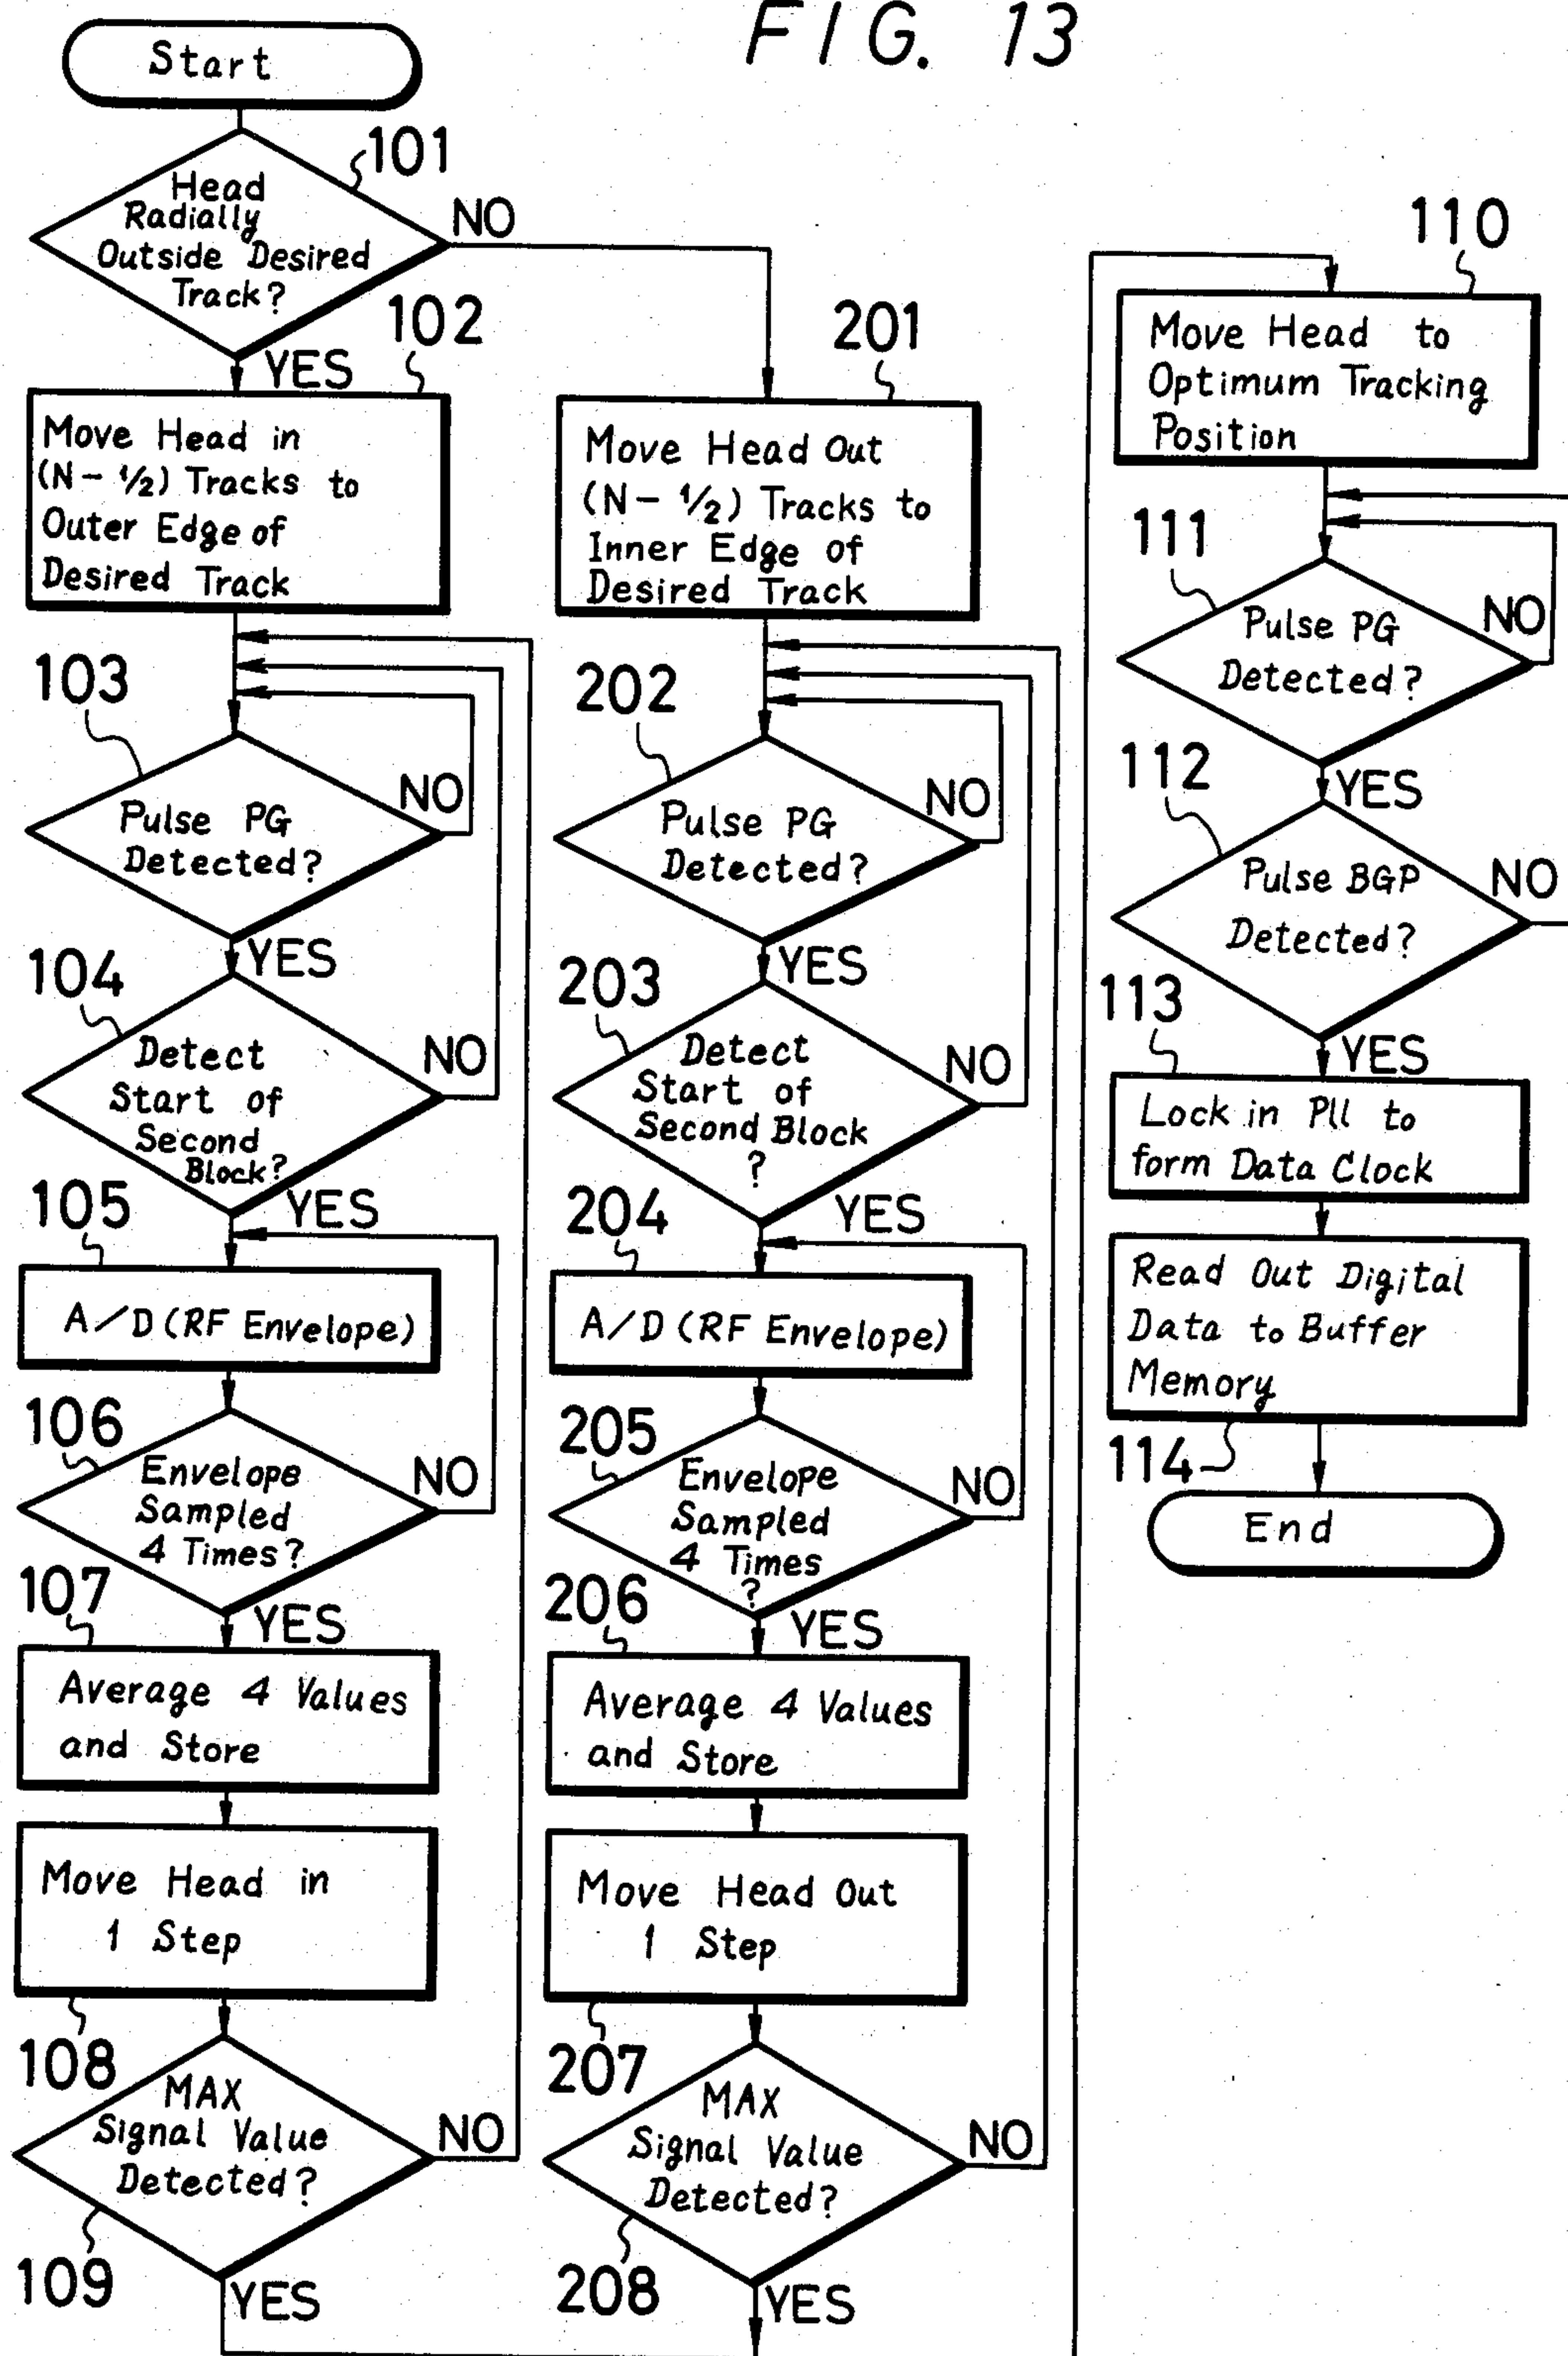 FIG. 13
Start
101
Head
Radially
Outside Desired
Track?
NO
YES
102
Move Head in
(N-1/2) Tracks to
Outer Edge of
Desired Track
103
Pulse PG
Detected?
NO
YES
104
Detect
Start of
Second
Block?
NO
YES
105
A/D (RF Envelope)
106
Envelope
Sampled
4 Times?
NO
YES
107
Average 4 Values
and Store
Move Head in
1 Step
108
MAX
Signal Value
Detected?
NO
109
YES
201
Move Head Out
(N-1/2) Tracks to
Inner Edge of
Desired Track
202
Pulse PG
Detected?
NO
YES
203
Detect
Start of
Second Block
?
NO
YES
204
A/D (RF Envelope)
205
Envelope
Sampled
4 Times
?
NO
YES
206
Average 4 Values
and Store
Move Head Out
1 Step
207
MAX
Signal Value
Detected?
NO
208
YES
110
Move Head to
Optimum Tracking
Position
111
Pulse PG
Detected?
NO
YES
112
Pulse BGP
Detected?
NO
YES
113
Lock in Pll to
form Data Clock
Read Out Digital
Data to Buffer
Memory
114
End